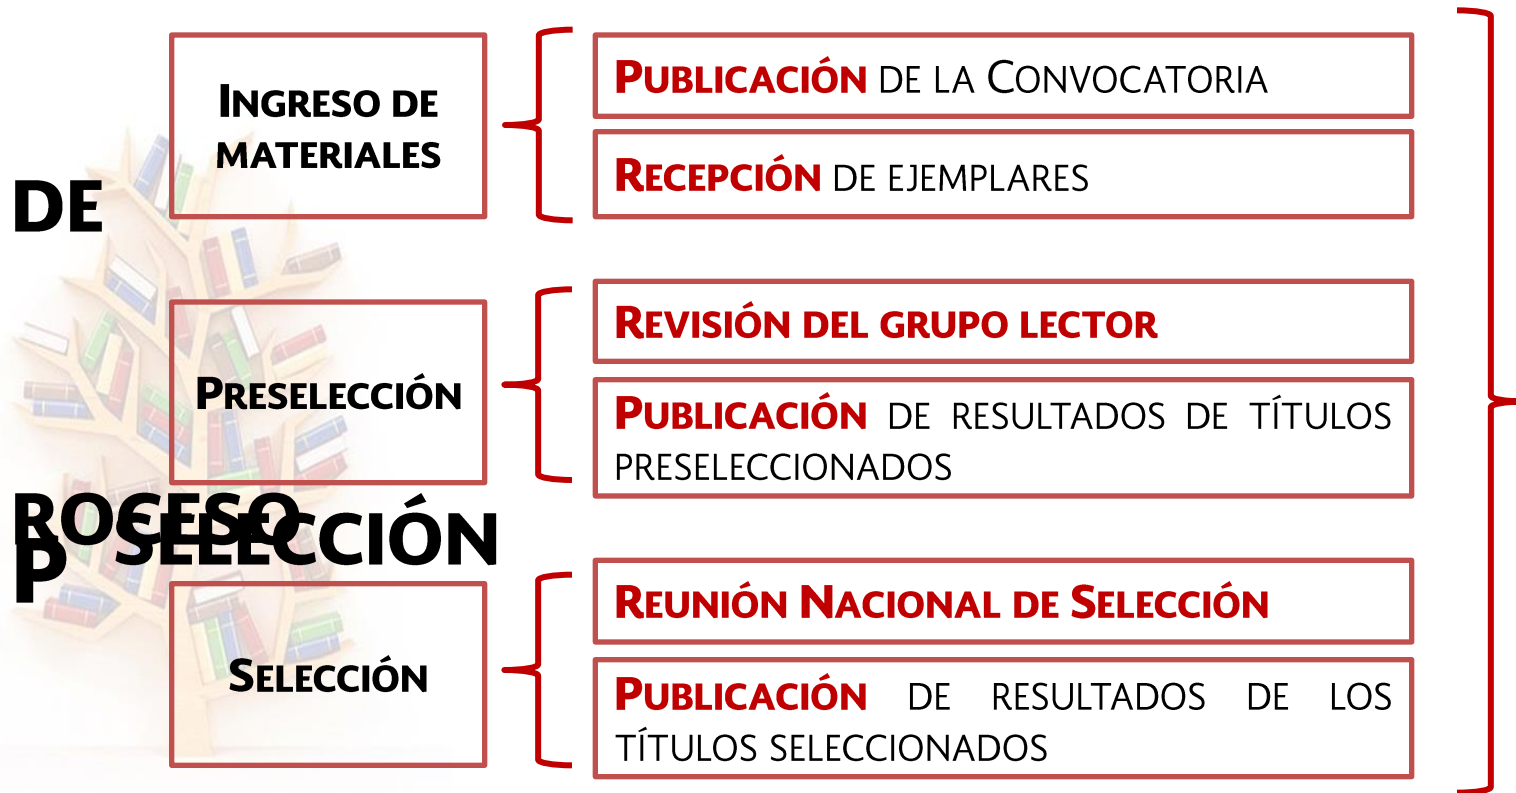 DE
ROCESO
P
SELECCIÓN
INGRESO DE
MATERIALES
PUBLICACIÓN DE LA CONVOCATORIA
RECEPCIÓN DE EJEMPLARES
PRESELECCIÓN
REVISIÓN DEL GRUPO LECTOR
PUBLICACIÓN DE RESULTADOS DE TÍTULOS
PRESELECCIONADOS
SELECCIÓN
REUNIÓN NACIONAL DE SELECCIÓN
PUBLICACIÓN DE RESULTADOS DE LOS
TÍTULOS SELECCIONADOS